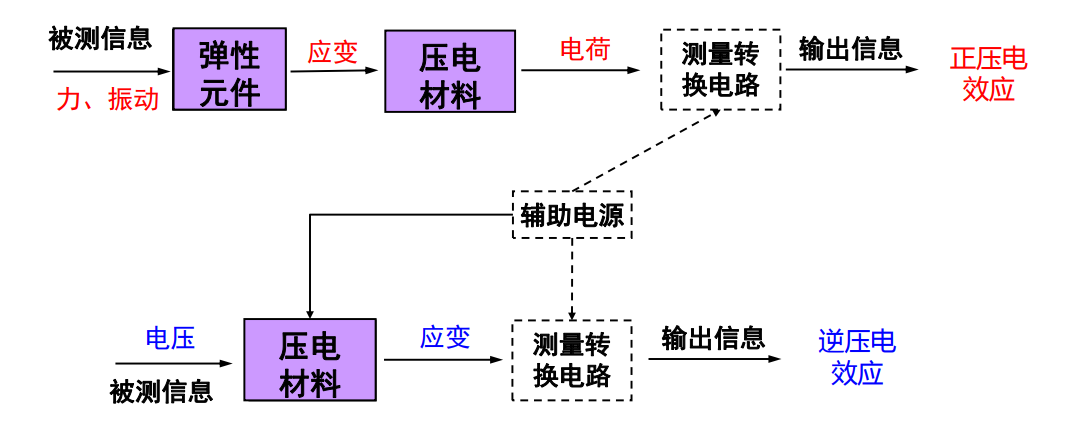 被测信息
力、振动
弹性
元件
应变
压电
材料
电荷
测量转
换电路
输出信息
正压电
效应
辅助电源
电压
被测信息
压电
材料
应变
测量转
换电路
输出信息
逆压电
效应